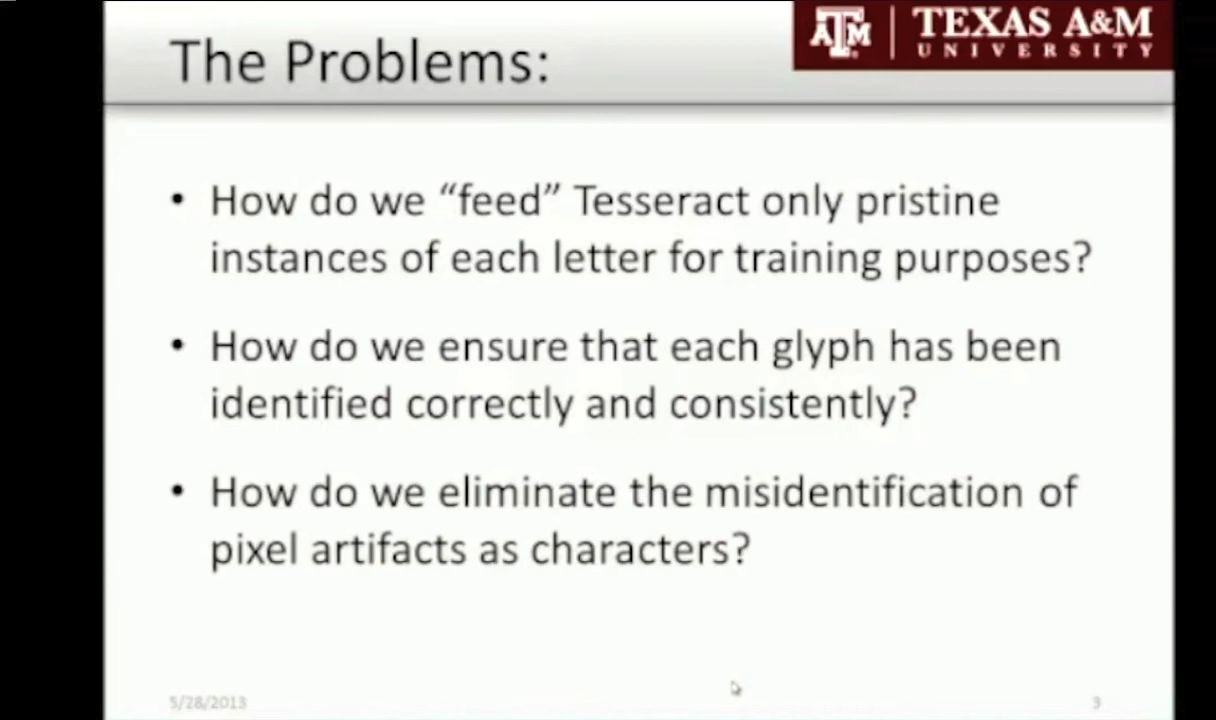 The Problems:
ATM | TEXAS A&M
UNIVERSITY
• How do we “feed” Tesseract only pristine
instances of each letter for training purposes?
• How do we ensure that each glyph has been
identified correctly and consistently?
• How do we eliminate the misidentification of
pixel artifacts as characters?
5/28/2013
3